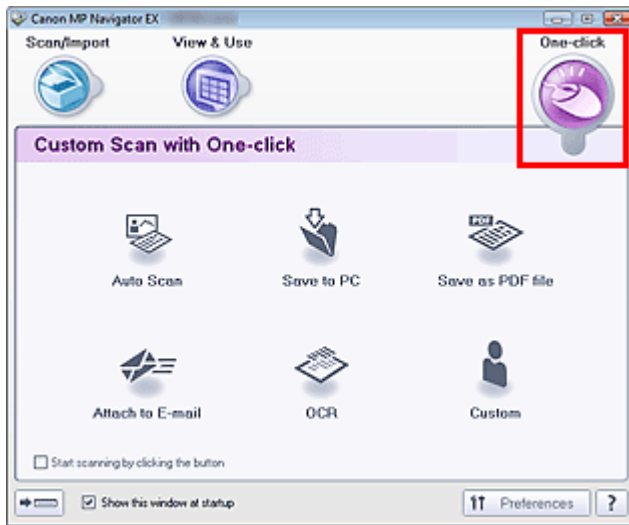 Canon MP Navigator EX
Scan/Import View & Use One-click
Custom Scan with One-click
Auto Scan Save to PC PDF Save as PDF file
Attach to E-mail OCR Custom
Start scanning by clicking the button
Show this window at startup Preferences ?